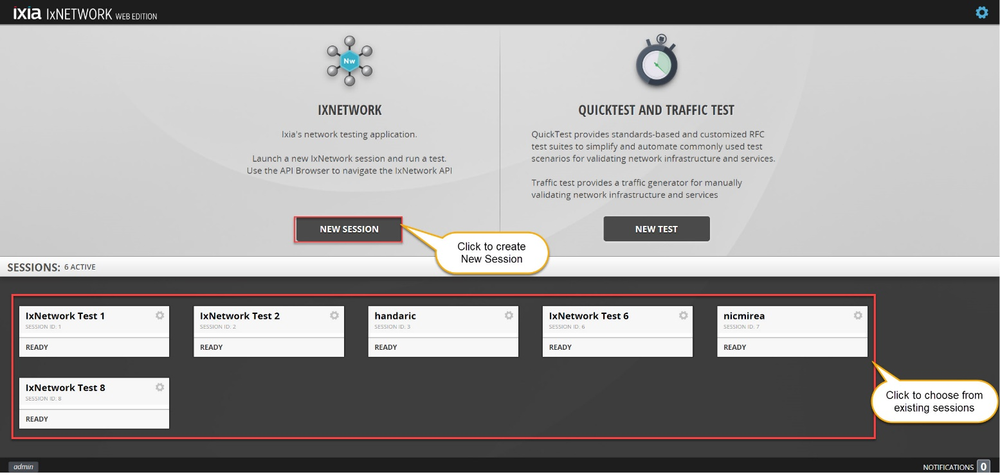 ixia IxNETWORK WEB EDITION
Nw
IXNETWORK
Ixia's network testing application.
Launch a new IxNetwork session and run a test.
Use the API Browser to navigate the IxNetwork API
NEW SESSION
QUICKTEST AND TRAFFIC TEST
QuickTest provides standards-based and customized RFC
test suites to simplify and automate commonly used test
scenarios for validating network infrastructure and services.
Traffic test provides a traffic generator for manually
validating network infrastructure and services
NEW TEST
Click to create
New Session
SESSIONS: 6 ACTIVE
IxNetwork Test 1
SESSION ID: 1
READY
IxNetwork Test 2
SESSION ID: 2
READY
handaric
SESSION ID: 3
READY
IxNetwork Test 6
SESSION ID: 6
READY
nicmirea
SESSION ID: 7
READY
IxNetwork Test 8
SESSION ID: 8
READY
Click to choose from
existing sessions
admin
NOTIFICATIONS 0